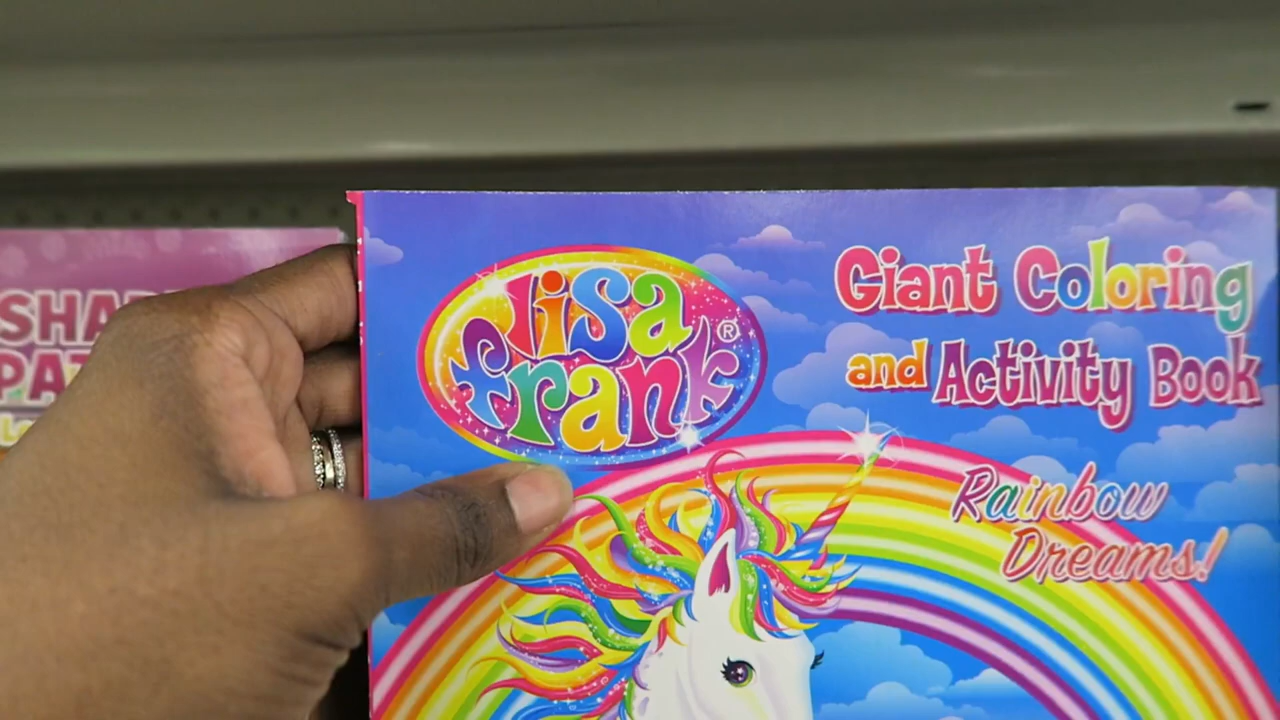 lisa
frank®
Giant Coloring
and Activity Book
Rainbow
Dreams!